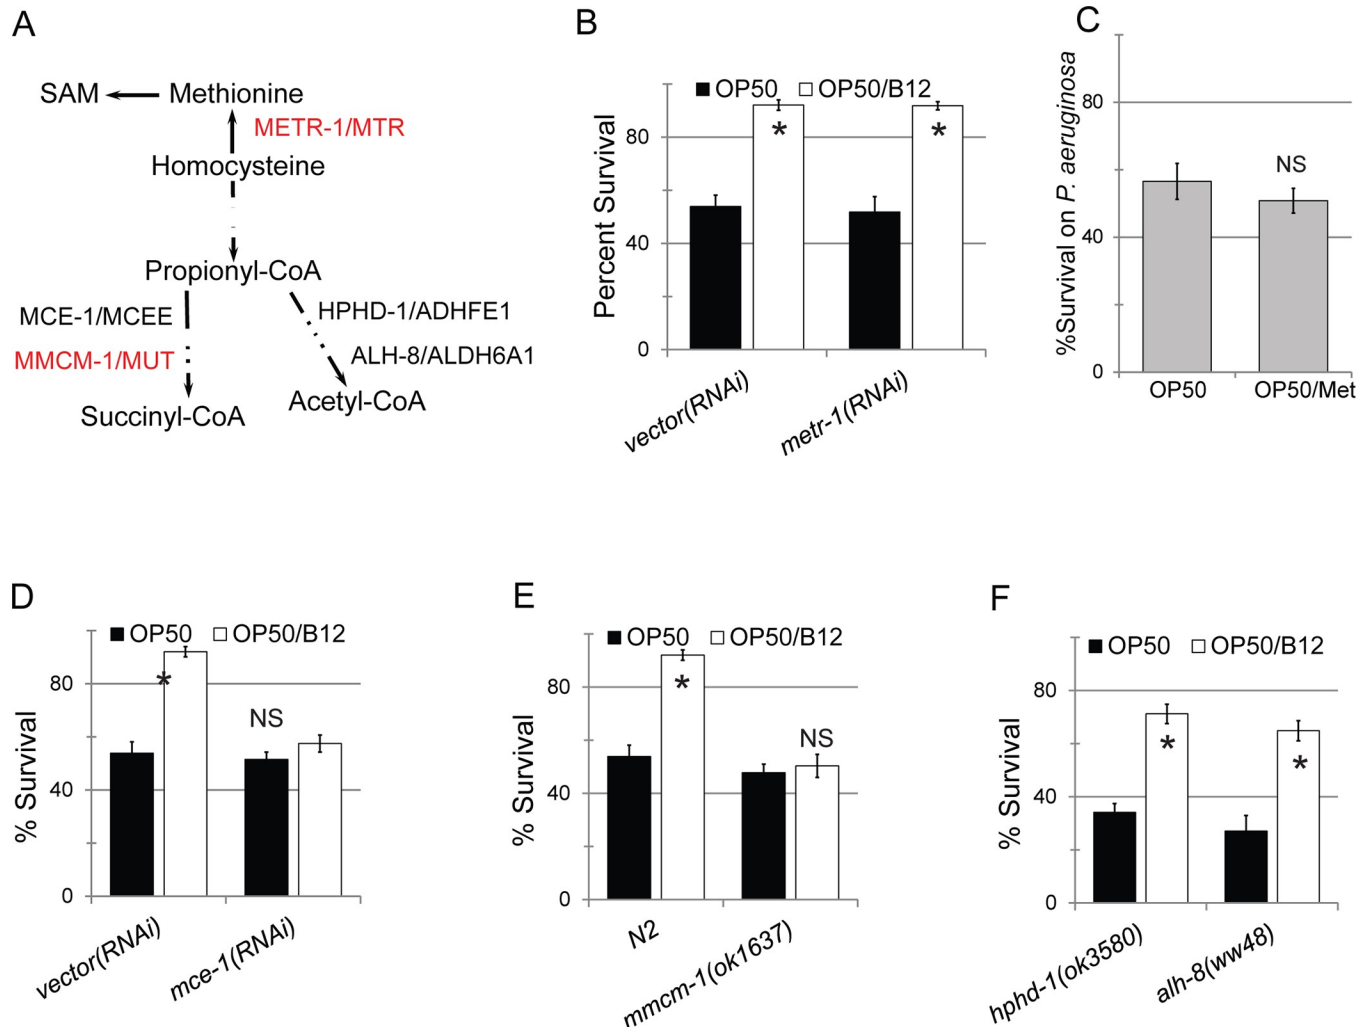 A
SAM
Methionine
METR-1/MTR
Homocysteine
Propionyl-CoA
MCE-1/MCEE
HPHD-1/ADHFE1
MMCM-1/MUT
ALH-8/ALDH6A1
Succinyl-CoA
Acetyl-CoA
B
OP50 OP50/B12
Percent Survival
80
40
0
*
*
vector(RNAi)
metr-1(RNAi)
C
%Survival on P. aeruginosa
80
40
0
NS
OP50
OP50/Met
D
OP50 OP50/B12
% Survival
80
40
0
*
NS
vector(RNAi)
mce-1(RNAi)
E
OP50 OP50/B12
% Survival
80
40
0
*
NS
N2
mmcm-1(ok1637)
F
OP50 OP50/B12
% Survival
80
40
0
*
*
hphd-1(ok3580)
alh-8(ww48)